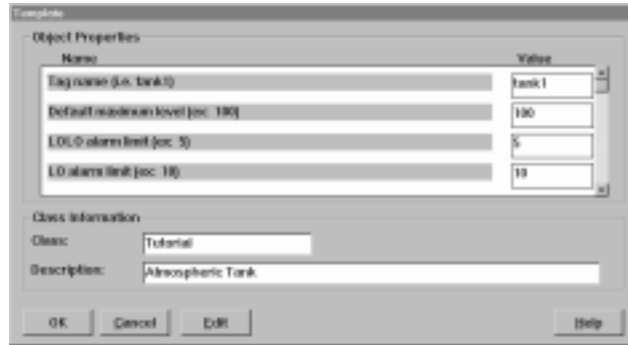 Template
Object Properties
Name Value
Tag name (i.e. tank1) tank1
Default maximum level (ex: 100) 100
LOLO alarm limit (ex: 5) 5
LO alarm limit (ex: 10) 10
Class Information
Class: Tutorial
Description: Atmospheric Tank
OK Cancel Edit Help